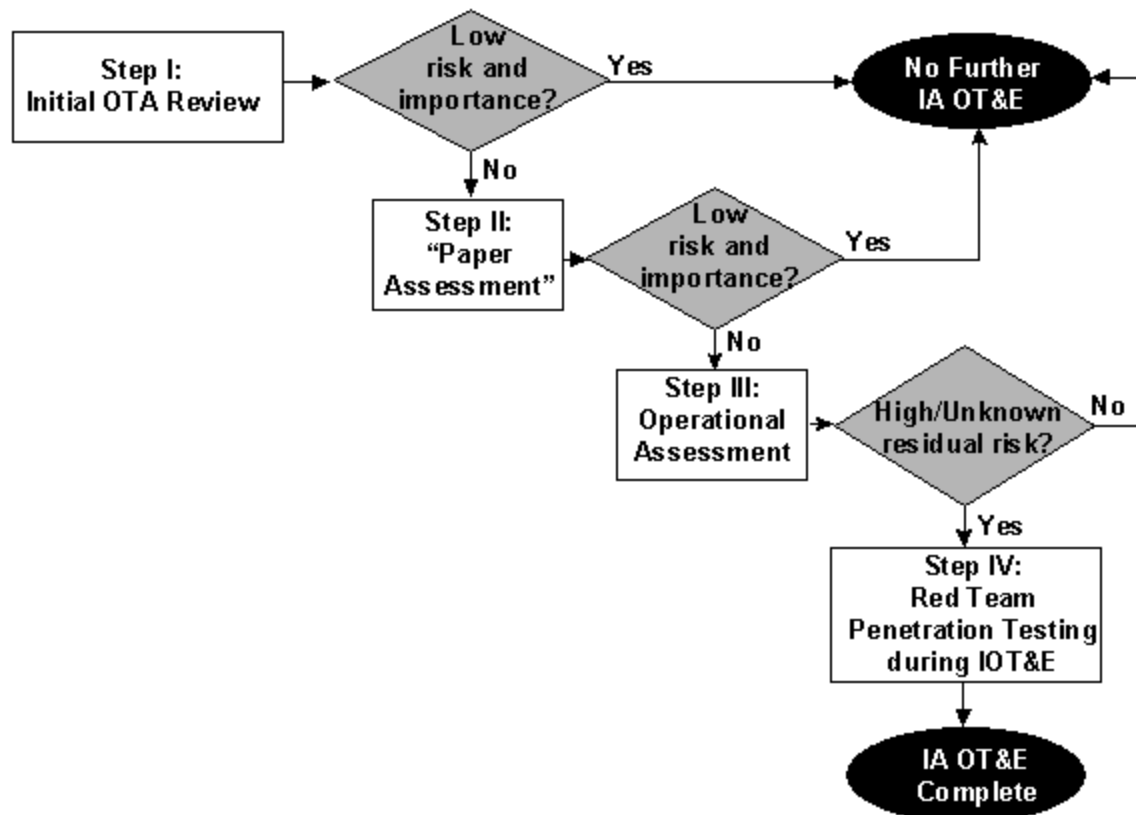 Step I:
Initial OTA Review
Low
risk and
importance?
Yes
No Further
IA OT&E
No
Step II:
“Paper
Assessment”
Low
risk and
importance?
Yes
No
Step III:
Operational
Assessment
High/Unknown
residual risk?
No
Yes
Step IV:
Red Team
Penetration Testing
during IOT&E
IA OT&E
Complete